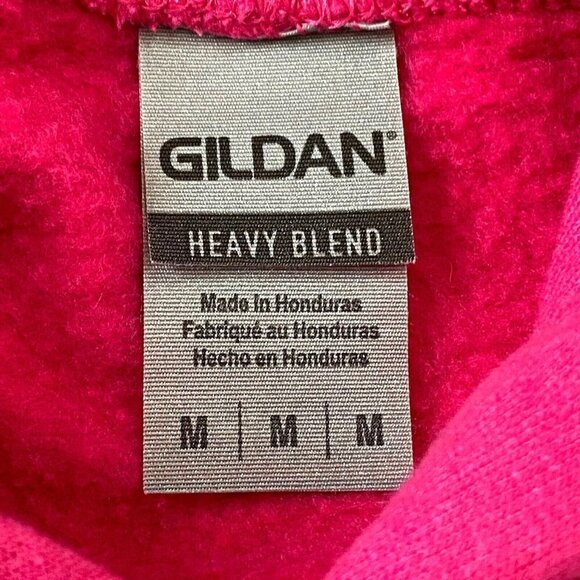 GILDAN®
HEAVY BLEND
Made in Honduras
Fabriqué au Honduras
Hecho en Honduras
M | M | M